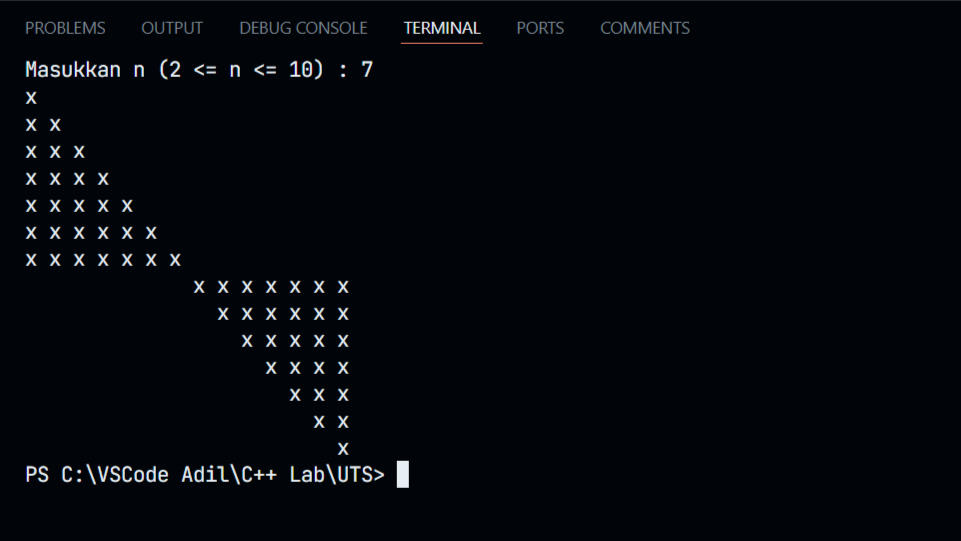 PROBLEMS OUTPUT DEBUG CONSOLE TERMINAL PORTS COMMENTS
Masukkan n (2 <= n <= 10) : 7
x
x x
x x x
x x x x
x x x x x
x x x x x x
x x x x x x x
              x x x x x x x
                x x x x x x
                  x x x x x
                    x x x x
                      x x x
                        x x
                          x
PS C:\VSCode Adil\C++ Lab\UTS>